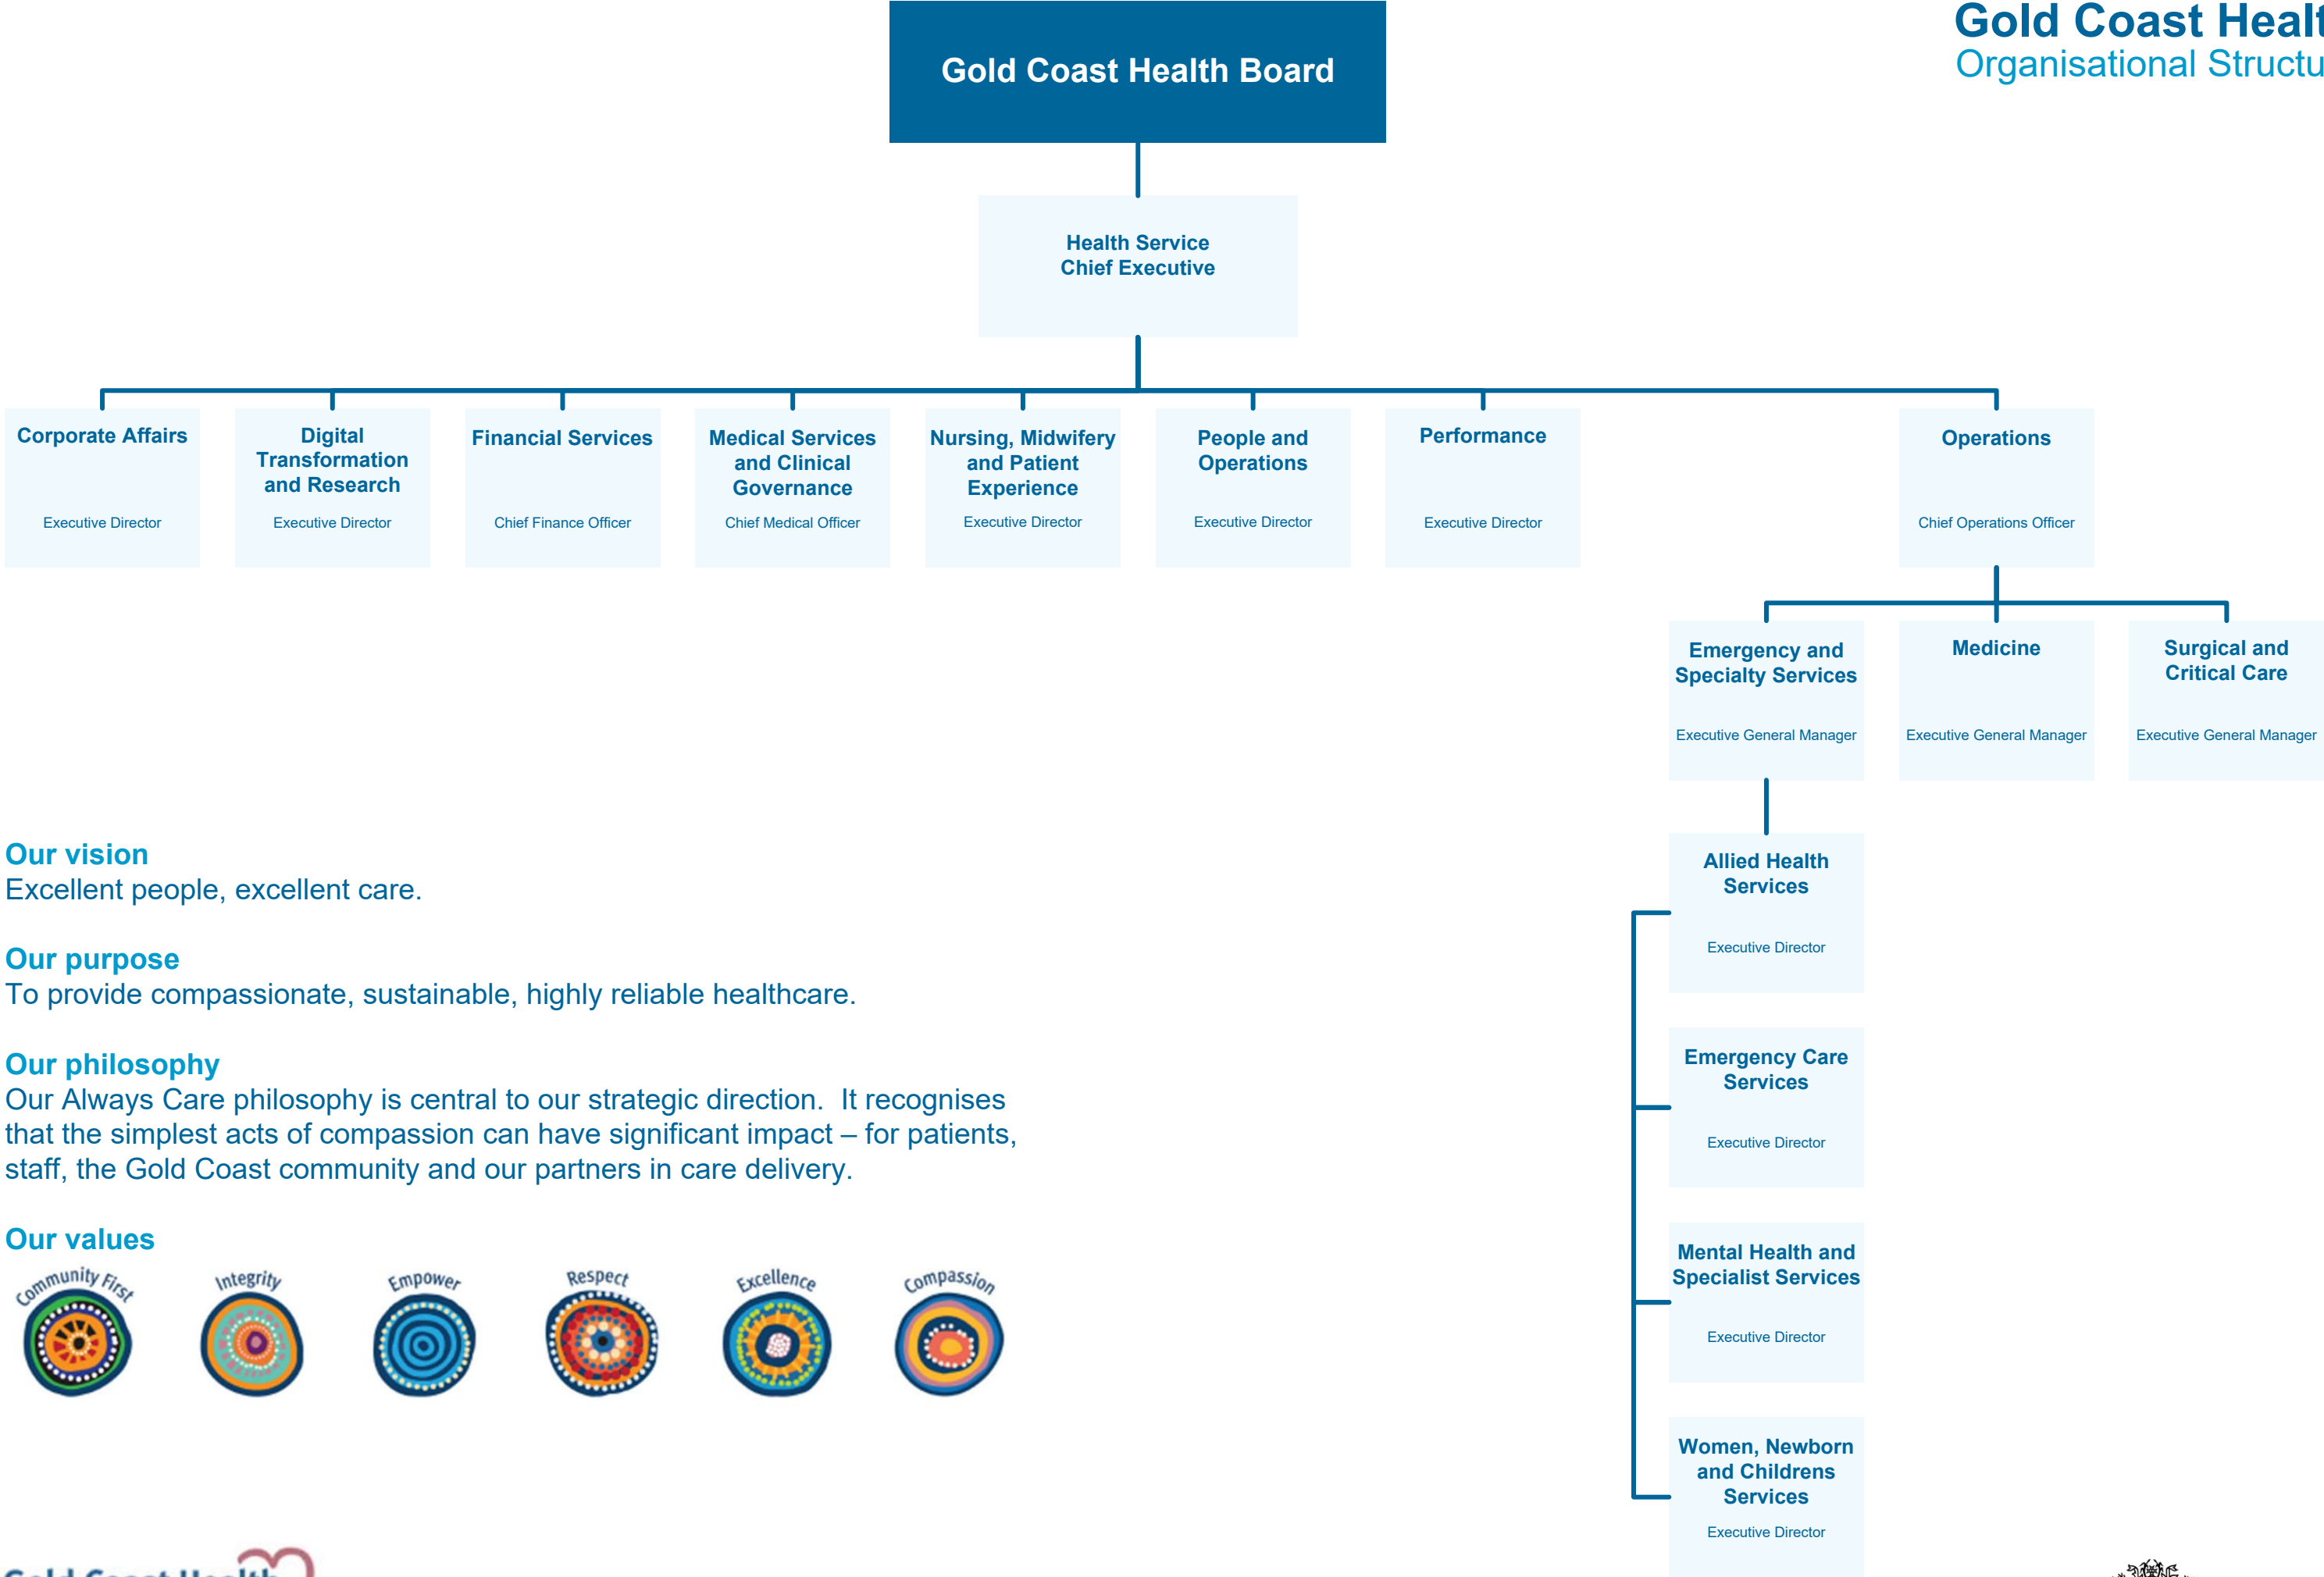 Gold Coast Healt
Organisational Structu
Gold Coast Health Board
Health Service
Chief Executive
Corporate Affairs
Executive Director
Digital
Transformation
and Research
Executive Director
Financial Services
Chief Finance Officer
Medical Services
and Clinical
Governance
Chief Medical Officer
Nursing, Midwifery
and Patient
Experience
Executive Director
People and
Operations
Executive Director
Performance
Executive Director
Operations
Chief Operations Officer
Emergency and
Specialty Services
Executive General Manager
Medicine
Executive General Manager
Surgical and
Critical Care
Executive General Manager
Allied Health
Services
Executive Director
Emergency Care
Services
Executive Director
Mental Health and
Specialist Services
Executive Director
Women, Newborn
and Childrens
Services
Executive Director
Our vision
Excellent people, excellent care.
Our purpose
To provide compassionate, sustainable, highly reliable healthcare.
Our philosophy
Our Always Care philosophy is central to our strategic direction. It recognises
that the simplest acts of compassion can have significant impact – for patients,
staff, the Gold Coast community and our partners in care delivery.
Our values
Community First
Integrity
Empower
Respect
Excellence
Compassion
Gold Coast Health